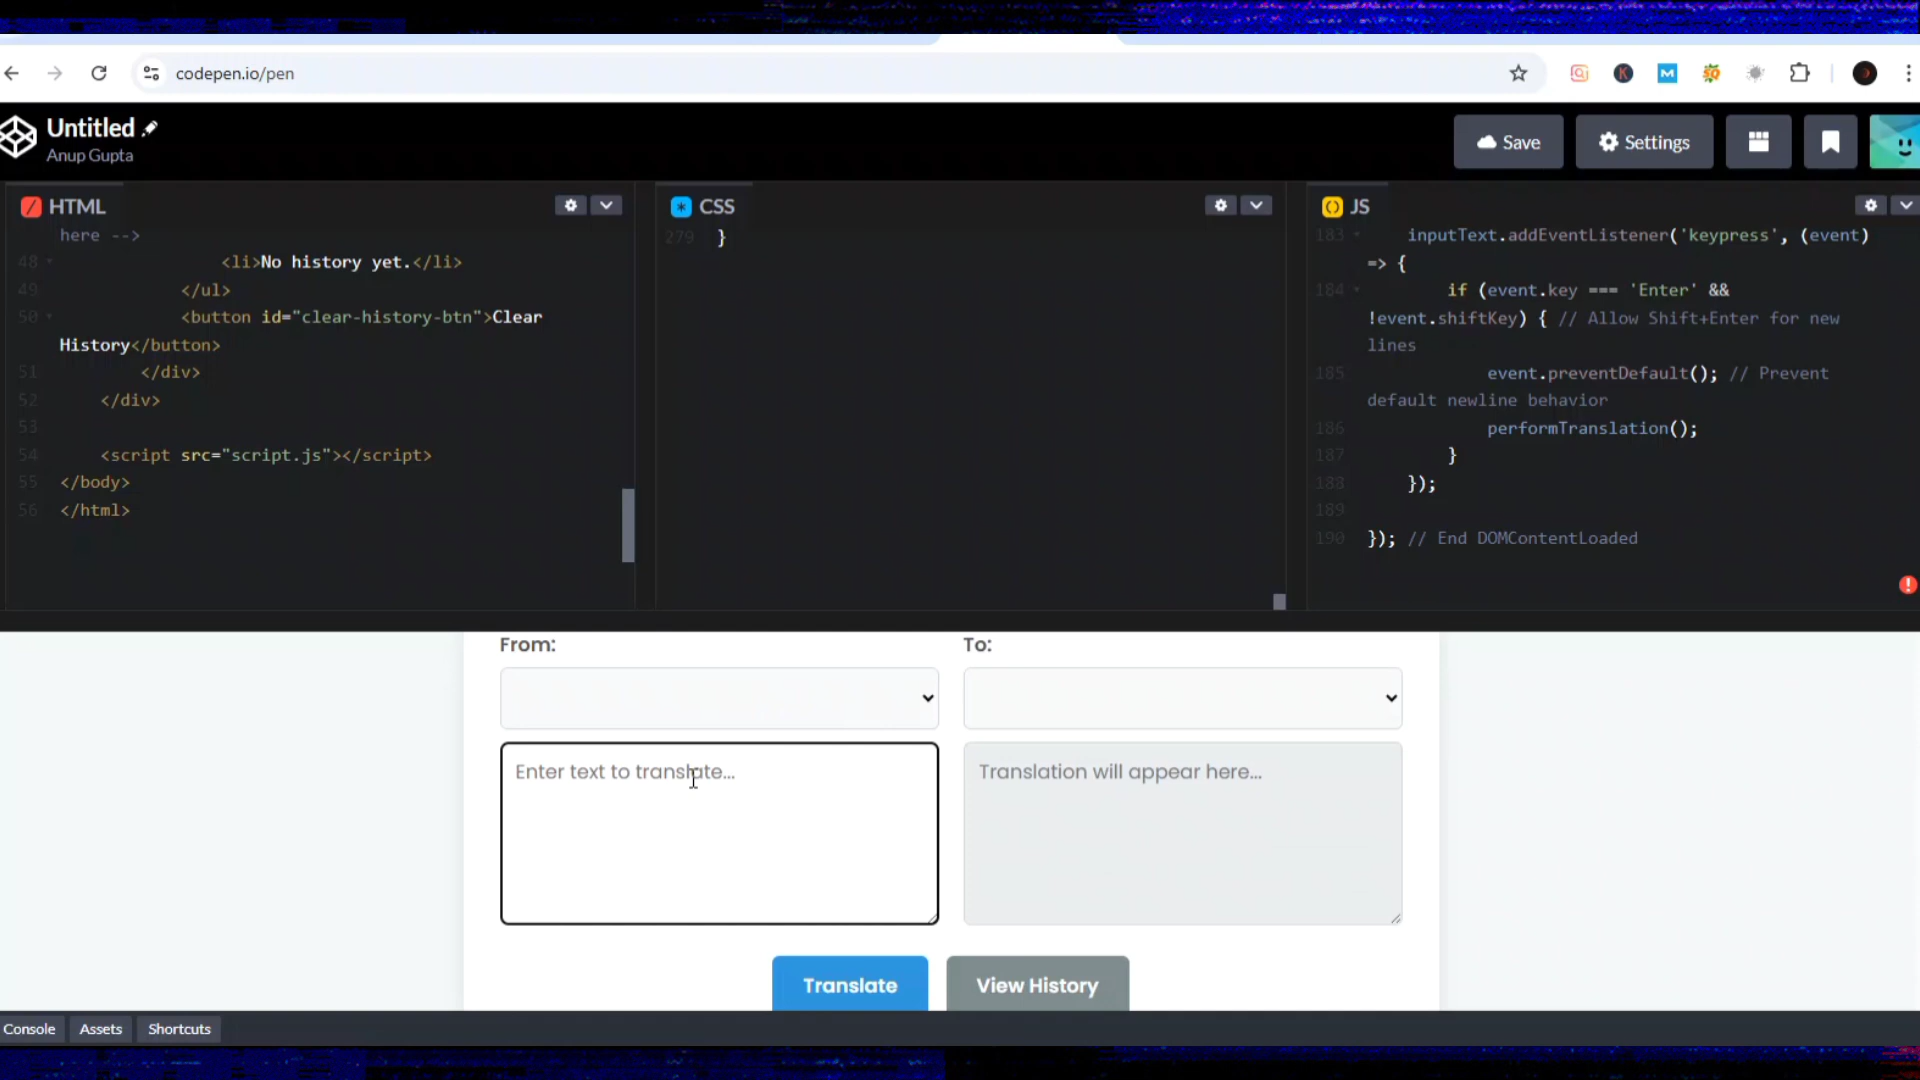 codepen.io/pen
Untitled
Anup Gupta
Save
Settings
HTML
here -->
48 <li>No history yet.</li>
49 </ul>
50 <button id="clear-history-btn">Clear
History</button>
51 </div>
52 </div>
53
54 <script src="script.js"></script>
55 </body>
56 </html>
CSS
279 }
JS
183 inputText.addEventListener('keypress', (event)
=> {
184 if (event.key === 'Enter' &&
!event.shiftKey) { // Allow Shift+Enter for new
lines
185 event.preventDefault(); // Prevent
default newline behavior
186 performTranslation();
187 }
188 });
189
190 }); // End DOMContentLoaded
From:
To:
Enter text to translate...
Translation will appear here...
Translate
View History
Console
Assets
Shortcuts